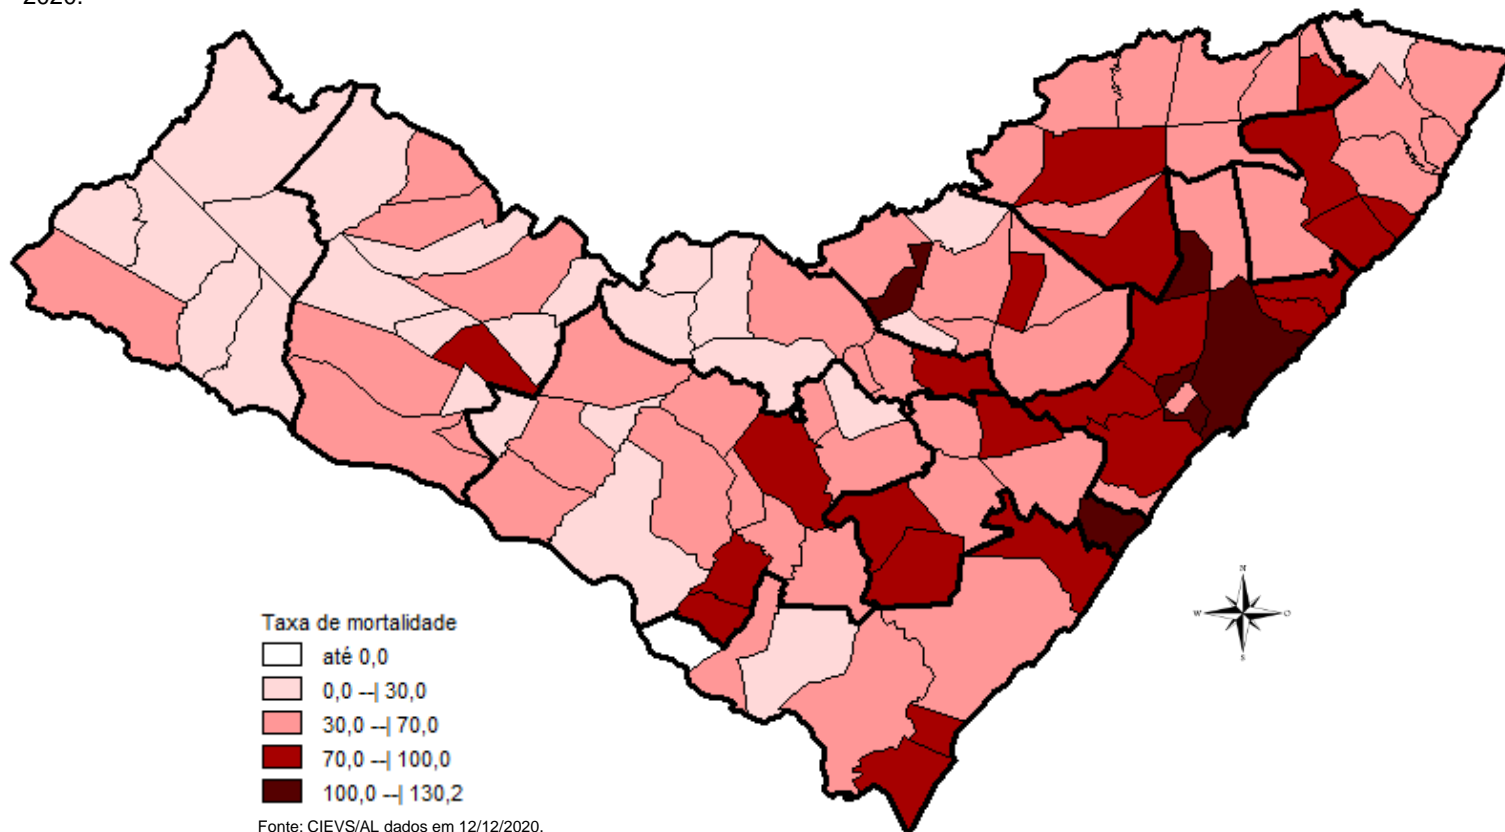 2020.
N
W
O
S
Taxa de mortalidade
até 0,0
0,0 --| 30,0
30,0 --| 70,0
70,0 --| 100,0
100,0 --| 130,2
Fonte: CIEVS/AL dados em 12/12/2020.